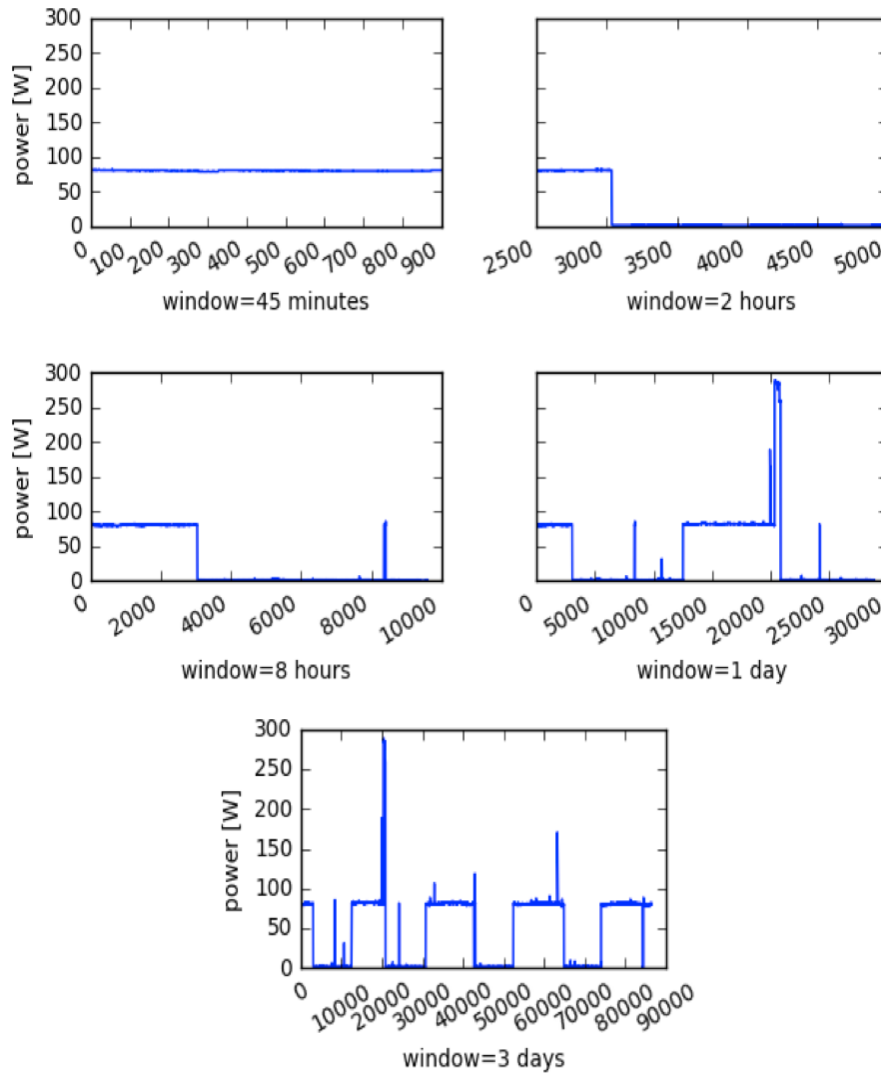 300
250
200
150
100
50
0
power [W]
0 100 200 300 400 500 600 700 800 900
window=45 minutes
2500 3000 3500 4000 4500 5000
window=2 hours
300
250
200
150
100
50
0
power [W]
0 2000 4000 6000 8000 10000
window=8 hours
0 5000 10000 15000 20000 25000 30000
window=1 day
300
250
200
150
100
50
0
power [W]
0 10000 20000 30000 40000 50000 60000 70000 80000 90000
window=3 days